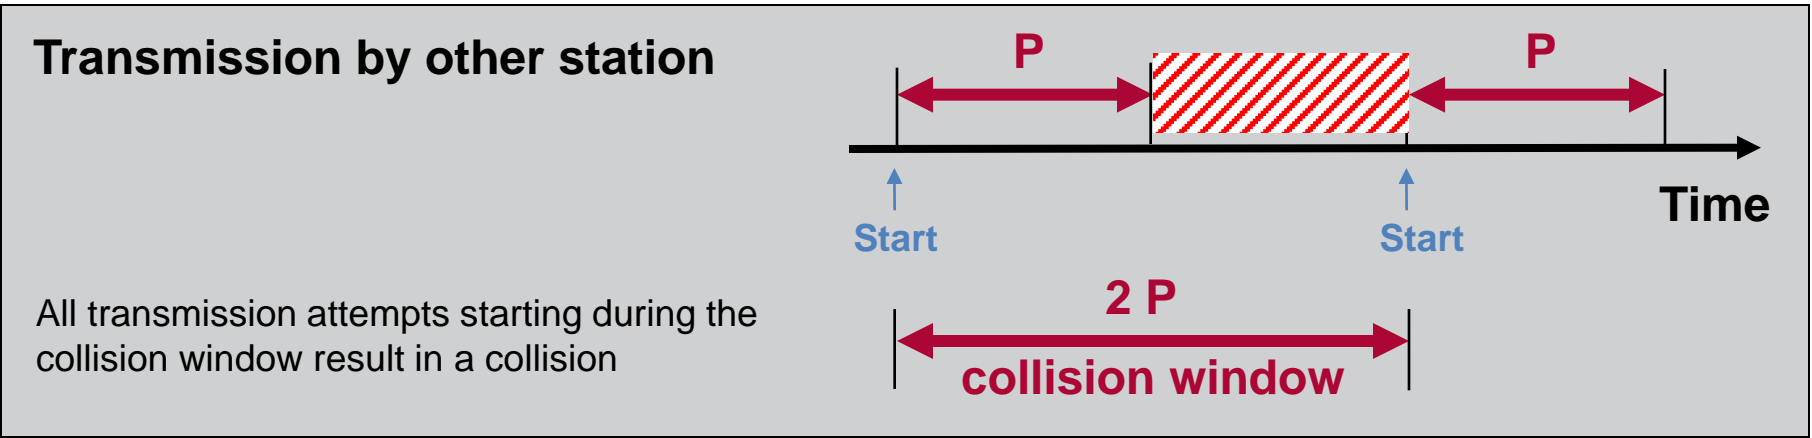 Transmission by other station
P
P
Time
Start
Start
2 P
All transmission attempts starting during the
collision window result in a collision
collision window